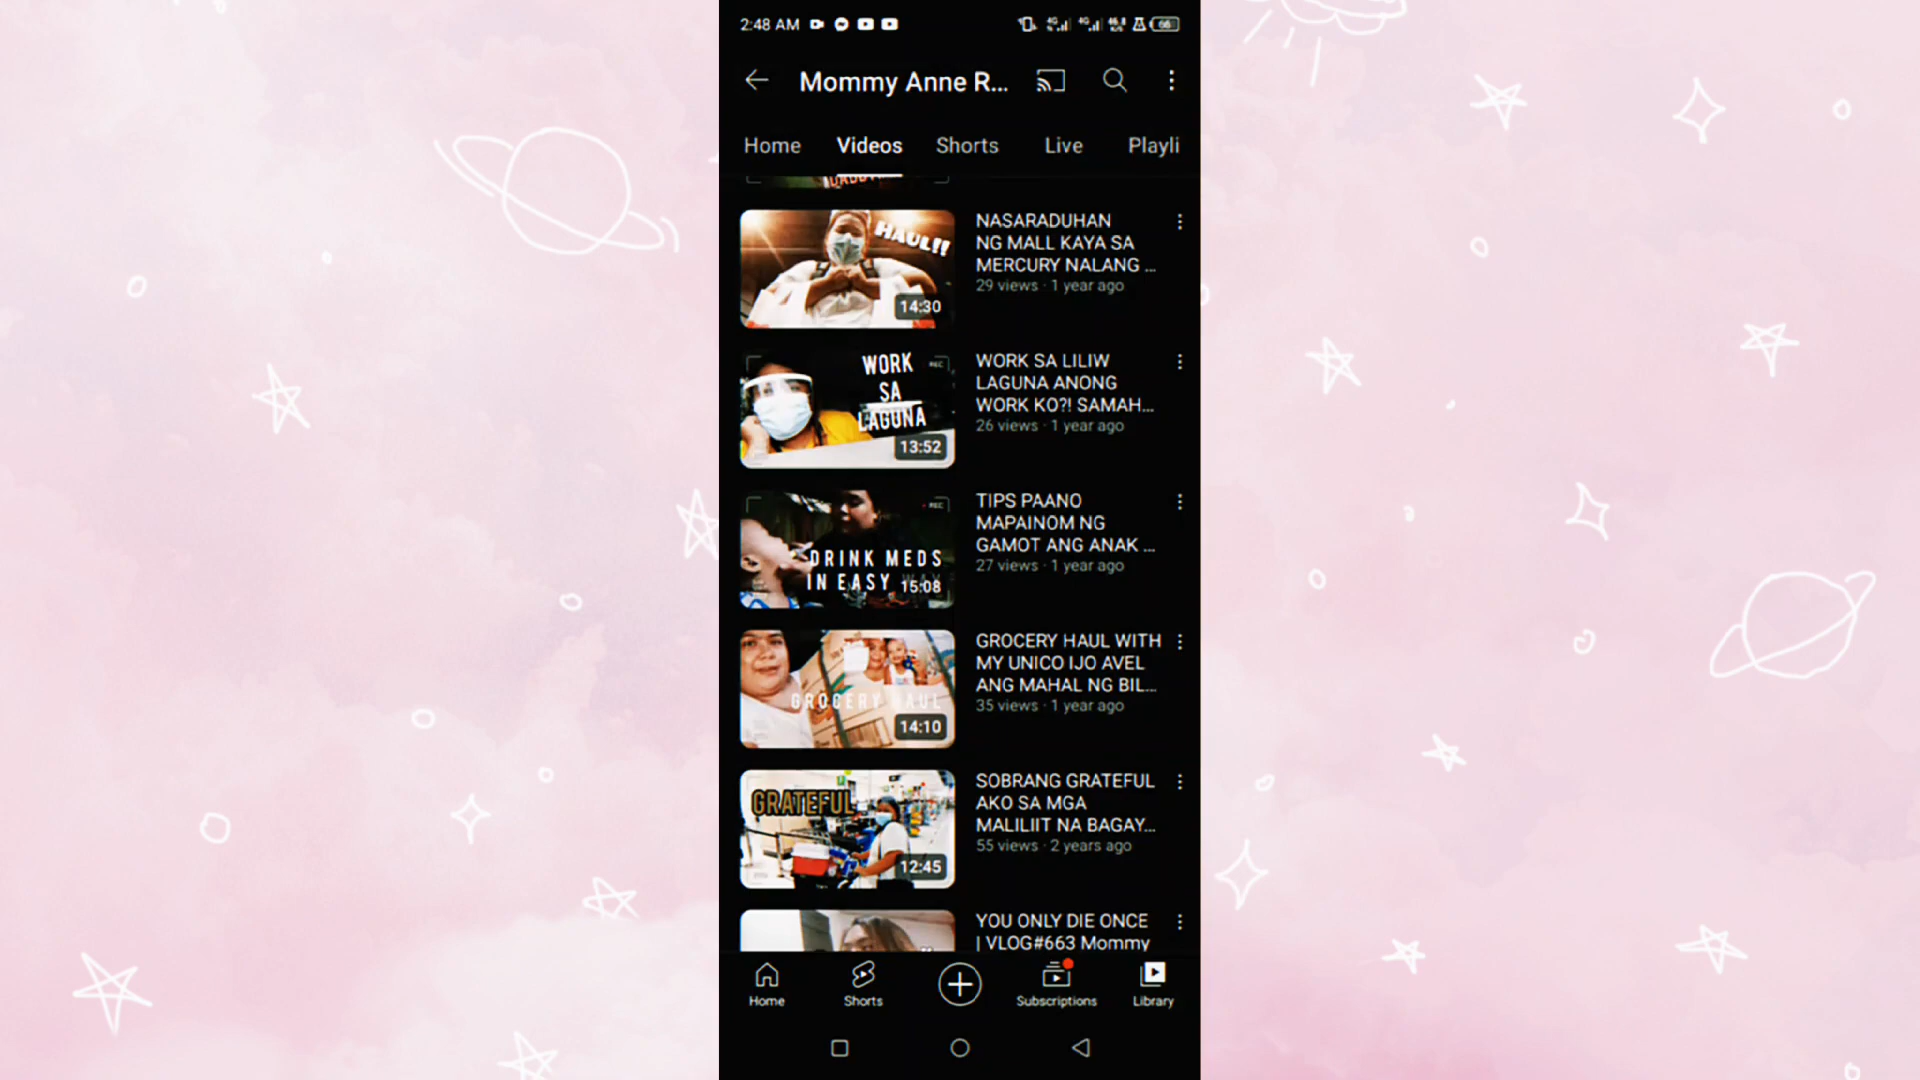 2:48 AM
Mommy Anne R...
Home Videos Shorts Live Playli
HAUL!!
14:30
NASARADUHAN
NG MALL KAYA SA
MERCURY NALANG ...
29 views · 1 year ago
WORK
SA
LAGUNA
REC
13:52
WORK SA LILIW
LAGUNA ANONG
WORK KO?! SAMAH...
26 views · 1 year ago
REC
DRINK MEDS
IN EASY WAY
15:08
TIPS PAANO
MAPAINOM NG
GAMOT ANG ANAK ...
27 views · 1 year ago
GROCERY HAUL
14:10
GROCERY HAUL WITH
MY UNICO IJO AVEL
ANG MAHAL NG BIL...
35 views · 1 year ago
GRATEFUL
12:45
SOBRANG GRATEFUL
AKO SA MGA
MALILIIT NA BAGAY...
55 views · 2 years ago
YOU ONLY DIE ONCE
| VLOG#663 Mommy
Home Shorts Subscriptions Library